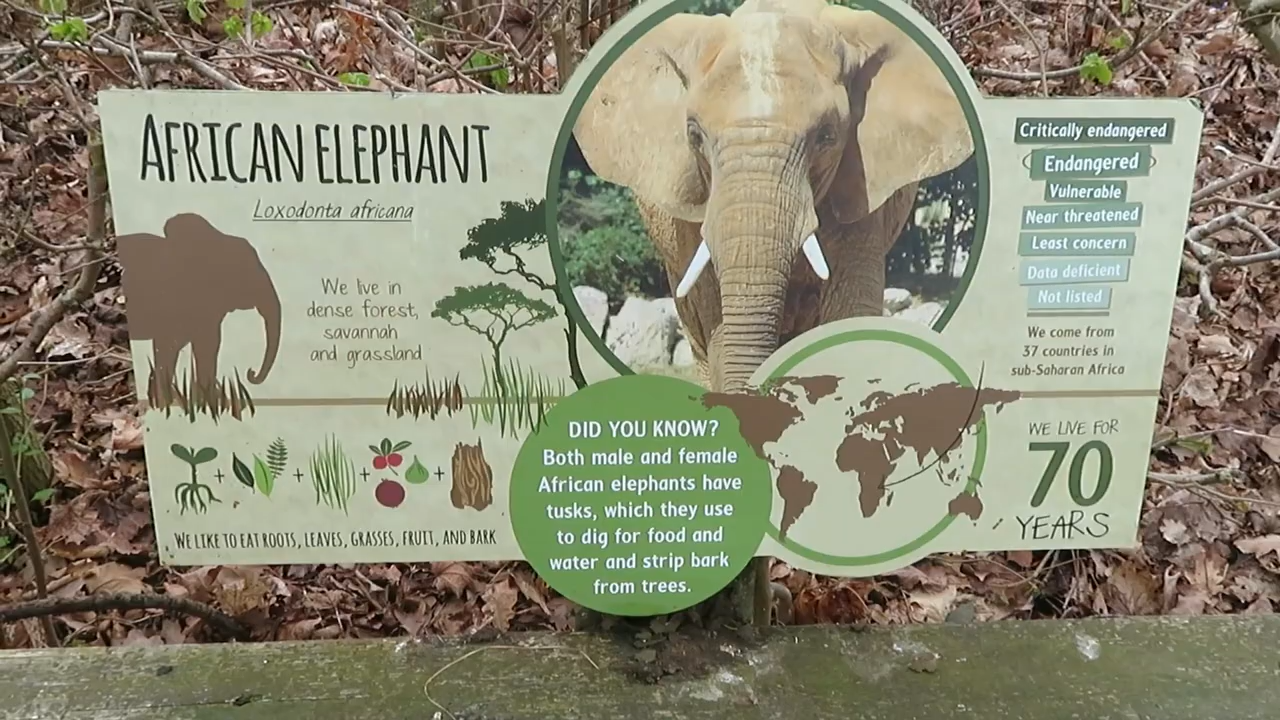 AFRICAN ELEPHANT
Loxodonta africana
We live in
dense forest,
savannah
and grassland
WE LIKE TO EAT ROOTS, LEAVES, GRASSES, FRUIT, AND BARK
DID YOU KNOW?
Both male and female
African elephants have
tusks, which they use
to dig for food and
water and strip bark
from trees.
Critically endangered
Endangered
Vulnerable
Near threatened
Least concern
Data deficient
Not listed
We come from
37 countries in
sub-Saharan Africa
WE LIVE FOR
70
YEARS